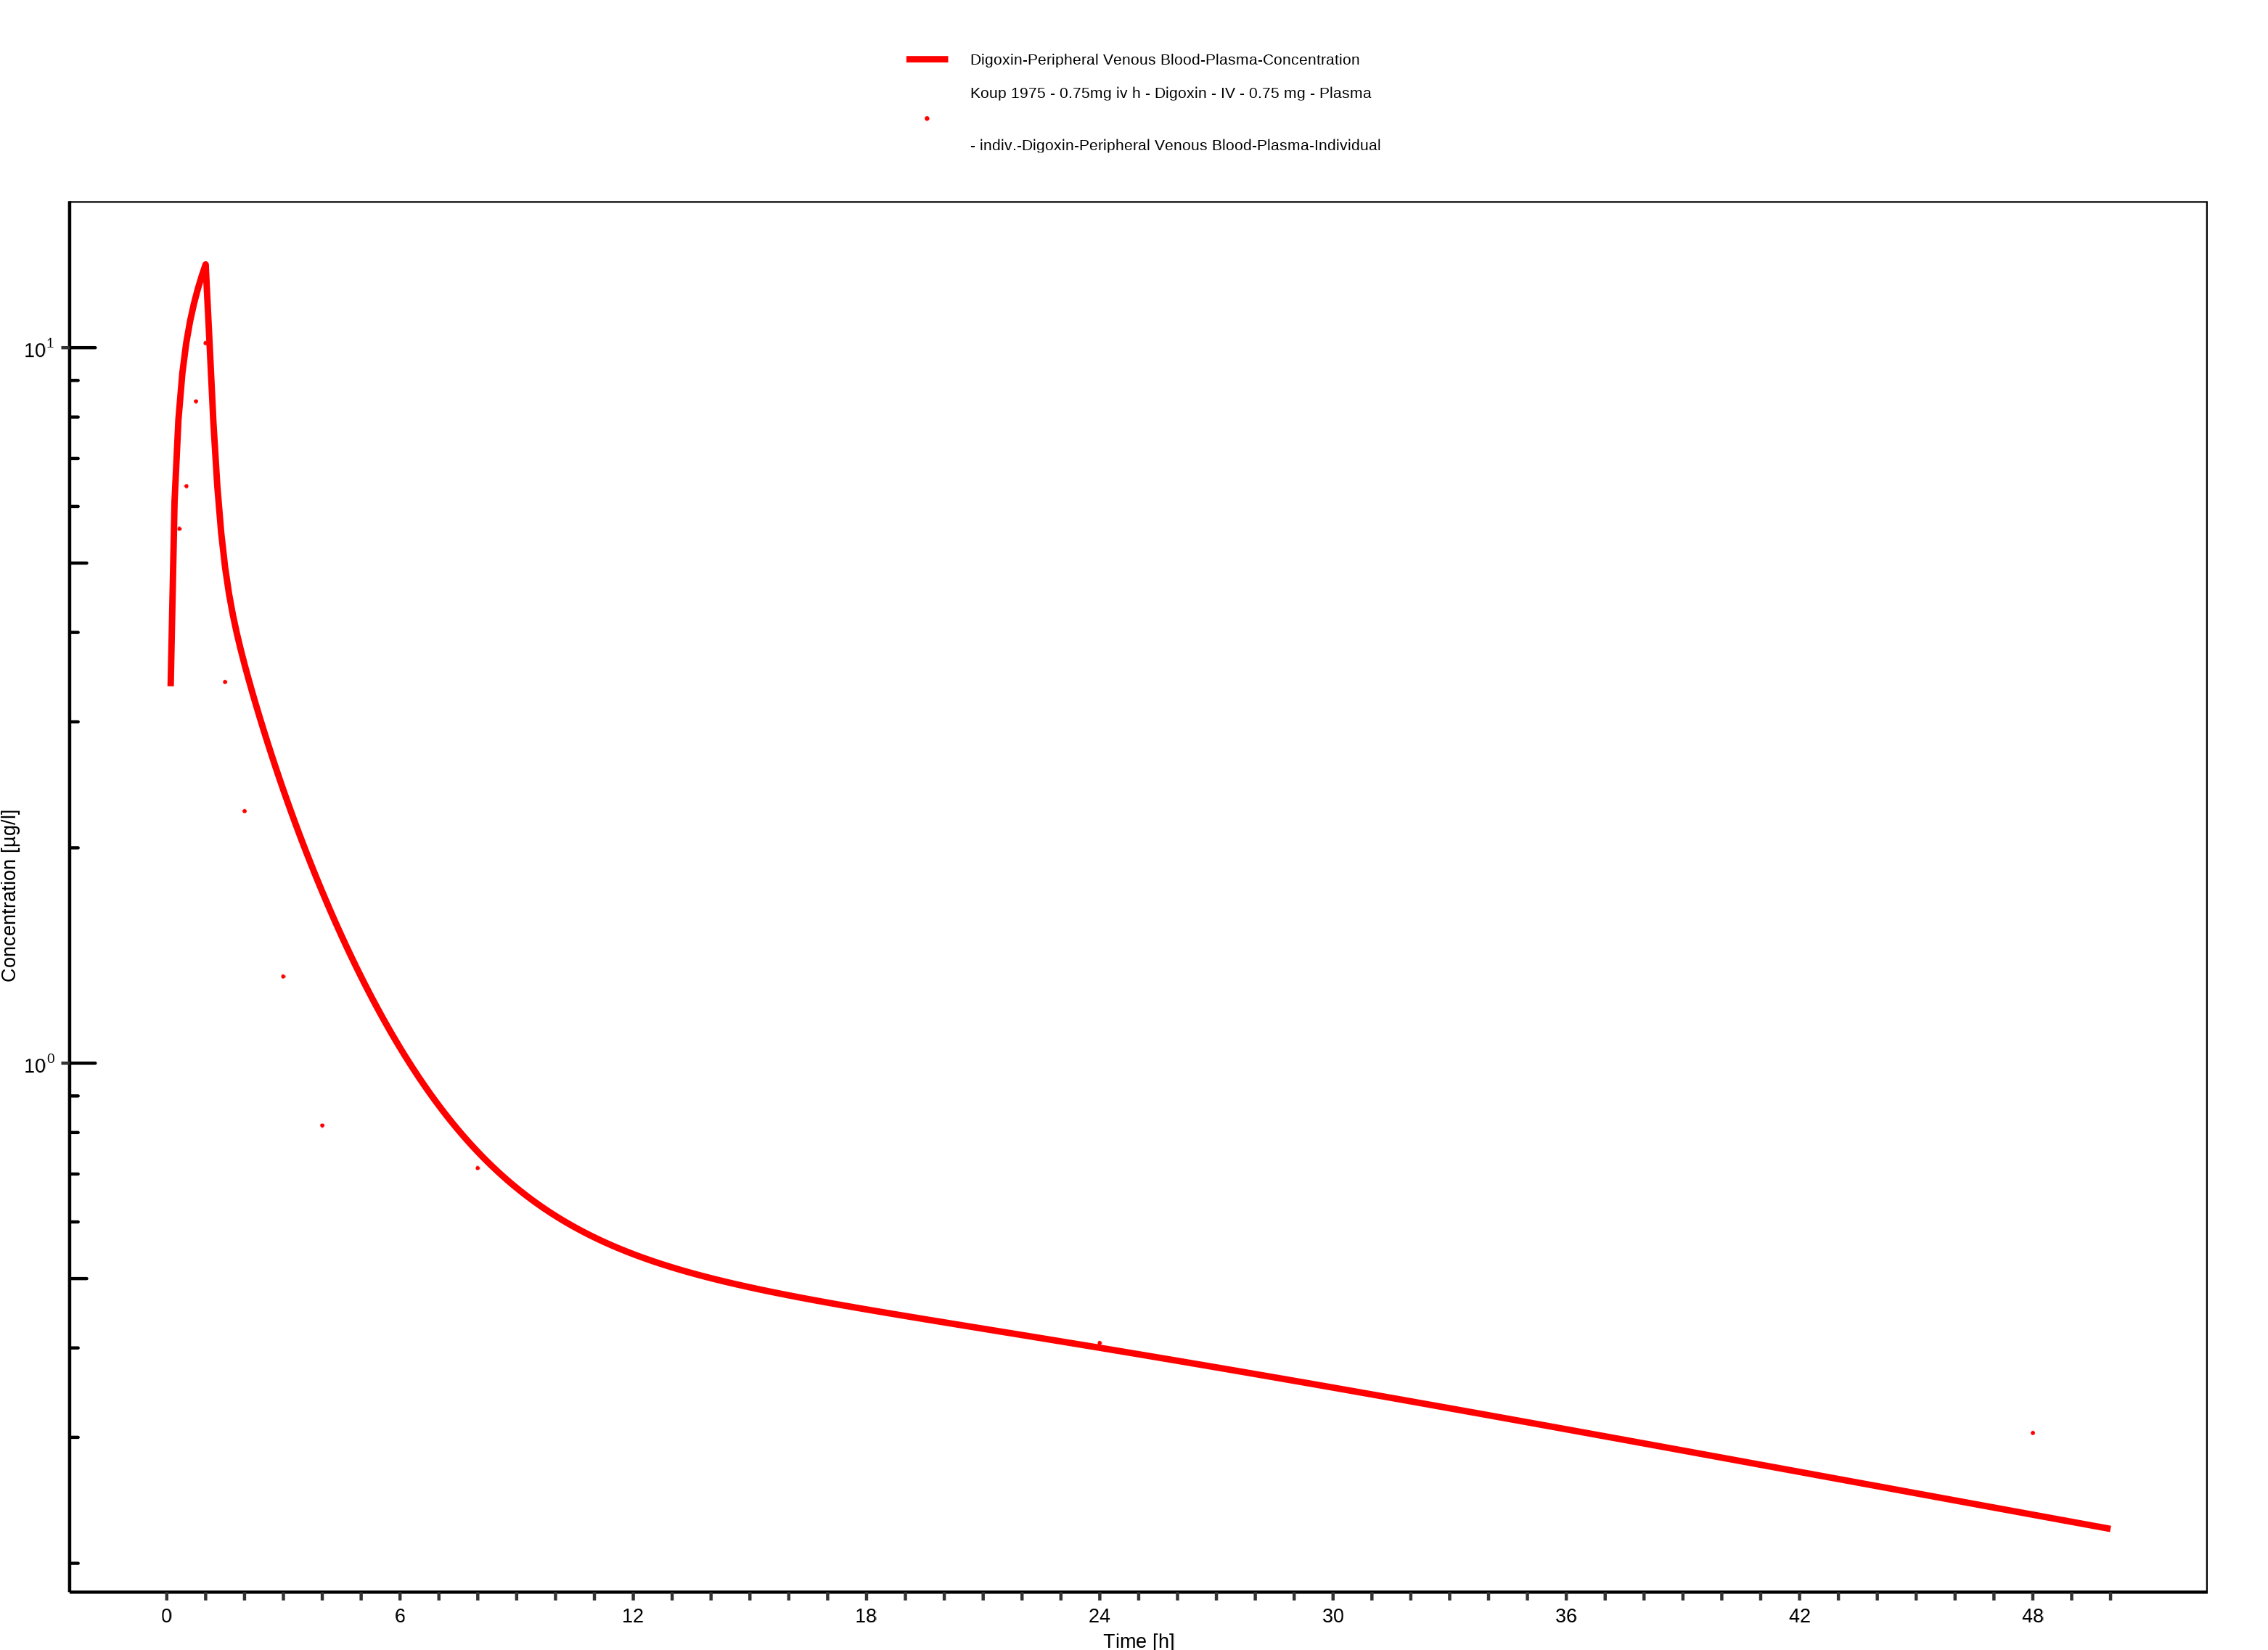 Digoxin-Peripheral Venous Blood-Plasma-Concentration
Koup 1975 - 0.75mg iv h - Digoxin - IV - 0.75 mg - Plasma
- indiv.-Digoxin-Peripheral Venous Blood-Plasma-Individual
10¹
10⁰
Concentration [µg/l]
0 6 12 18 24 30 36 42 48
Time [h]